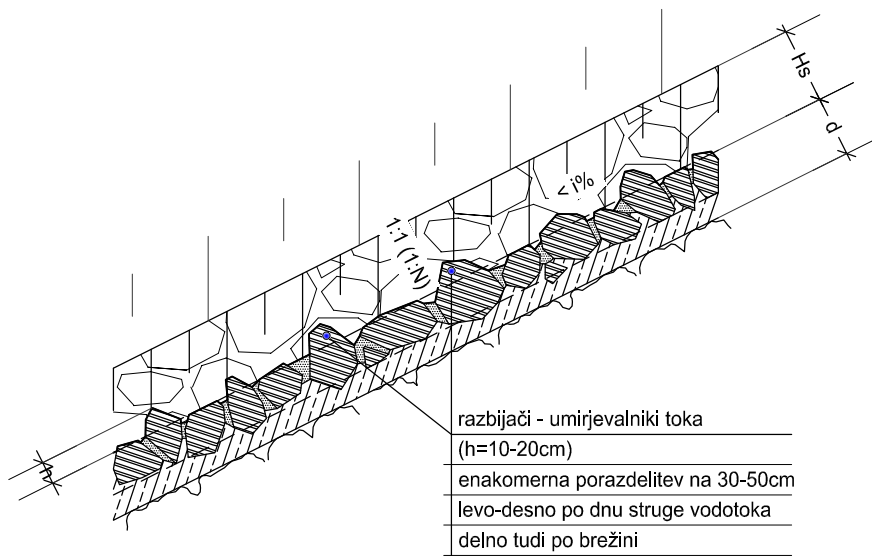 Hs
d
< i%
1:1 (1:N)
h
razbijači - umirjevalniki toka
(h=10-20cm)
enakomerna porazdelitev na 30-50cm
levo-desno po dnu struge vodotoka
delno tudi po brežini